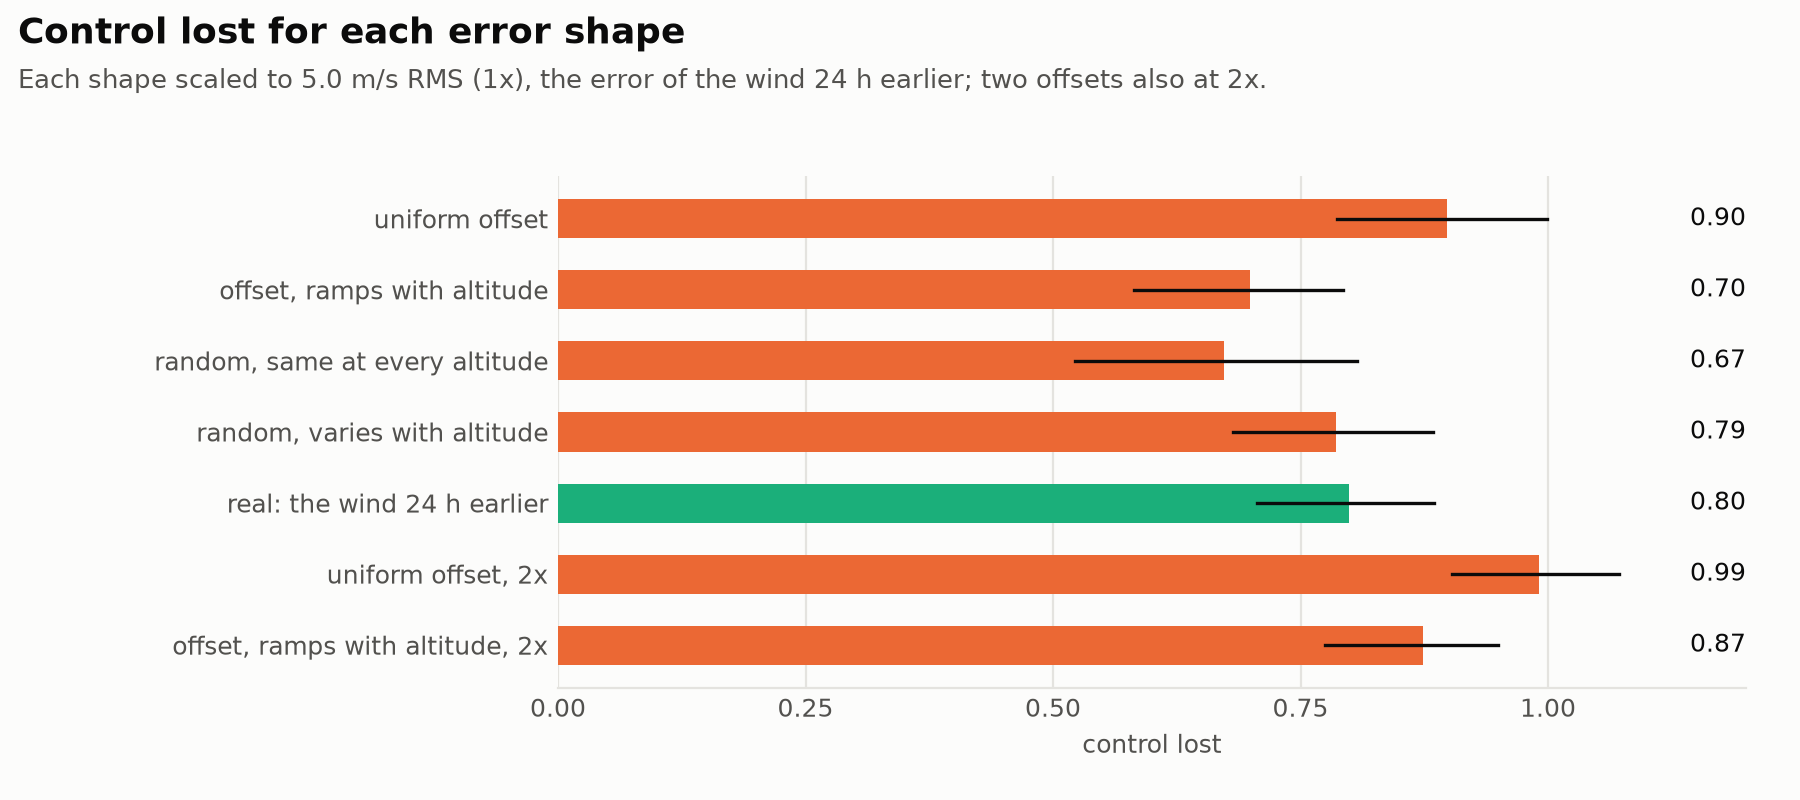 Control lost for each error shape
Each shape scaled to 5.0 m/s RMS (1x), the error of the wind 24 h earlier; two offsets also at 2x.
uniform offset 0.90
offset, ramps with altitude 0.70
random, same at every altitude 0.67
random, varies with altitude 0.79
real: the wind 24 h earlier 0.80
uniform offset, 2x 0.99
offset, ramps with altitude, 2x 0.87
0.00 0.25 0.50 0.75 1.00
control lost